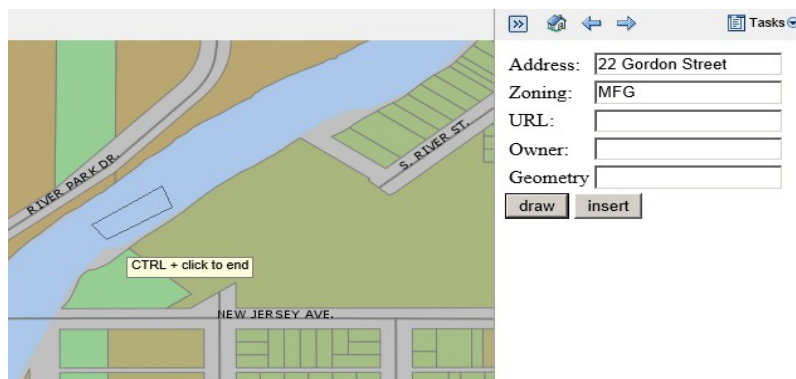 Tasks
Address: 22 Gordon Street
Zoning: MFG
URL:
Owner:
Geometry
draw insert
S. RIVER ST.
RIVER PARK DR.
CTRL + click to end
NEW JERSEY AVE.